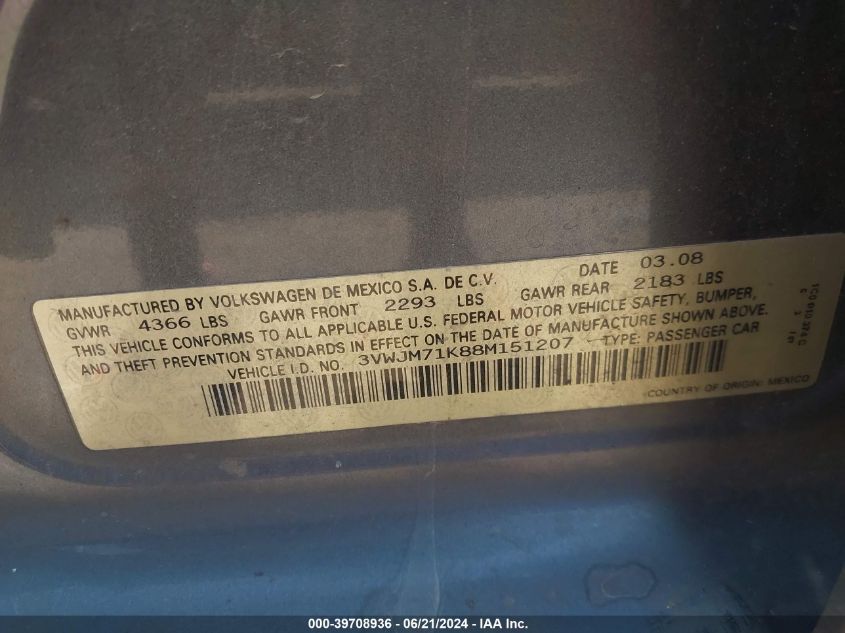 MANUFACTURED BY VOLKSWAGEN DE MEXICO S.A. DE C.V. DATE 03.08
GVWR 4366 LBS GAWR FRONT 2293 LBS GAWR REAR 2183 LBS
THIS VEHICLE CONFORMS TO ALL APPLICABLE U.S. FEDERAL MOTOR VEHICLE SAFETY, BUMPER,
AND THEFT PREVENTION STANDARDS IN EFFECT ON THE DATE OF MANUFACTURE SHOWN ABOVE.
VEHICLE I.D. NO. 3VWJM71K88M151207 TYPE: PASSENGER CAR
COUNTRY OF ORIGIN: MEXICO
1C0 010 274 C
000-39708936 - 06/21/2024 - IAA Inc.